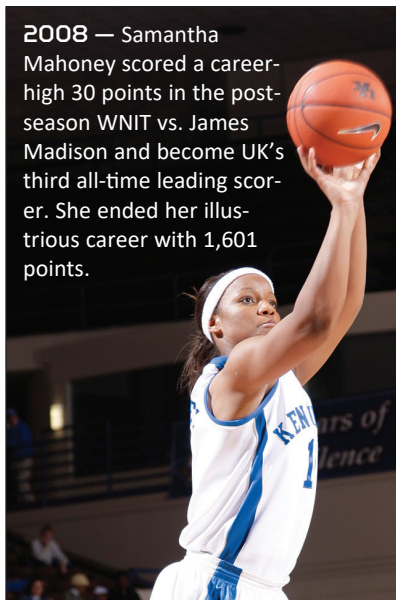 2008 — Samantha
Mahoney scored a career-
high 30 points in the post-
season WNIT vs. James
Madison and become UK’s
third all-time leading scor-
er. She ended her illus-
trious career with 1,601
points.
KEN
1
ars of
lence